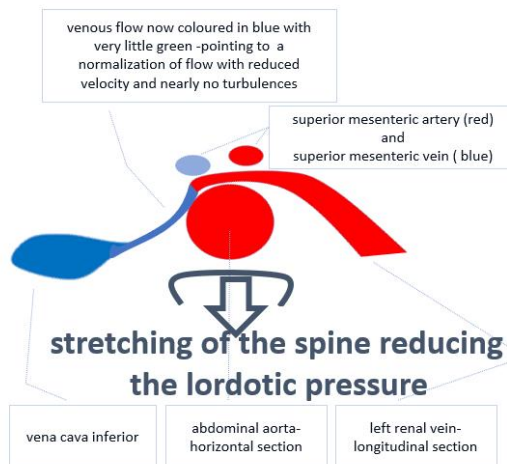 venous flow now coloured in blue with
very little green -pointing to a
normalization of flow with reduced
velocity and nearly no turbulences
superior mesenteric artery (red)
and
superior mesenteric vein ( blue)
stretching of the spine reducing
the lordotic pressure
vena cava inferior
abdominal aorta-
horizontal section
left renal vein-
longitudinal section